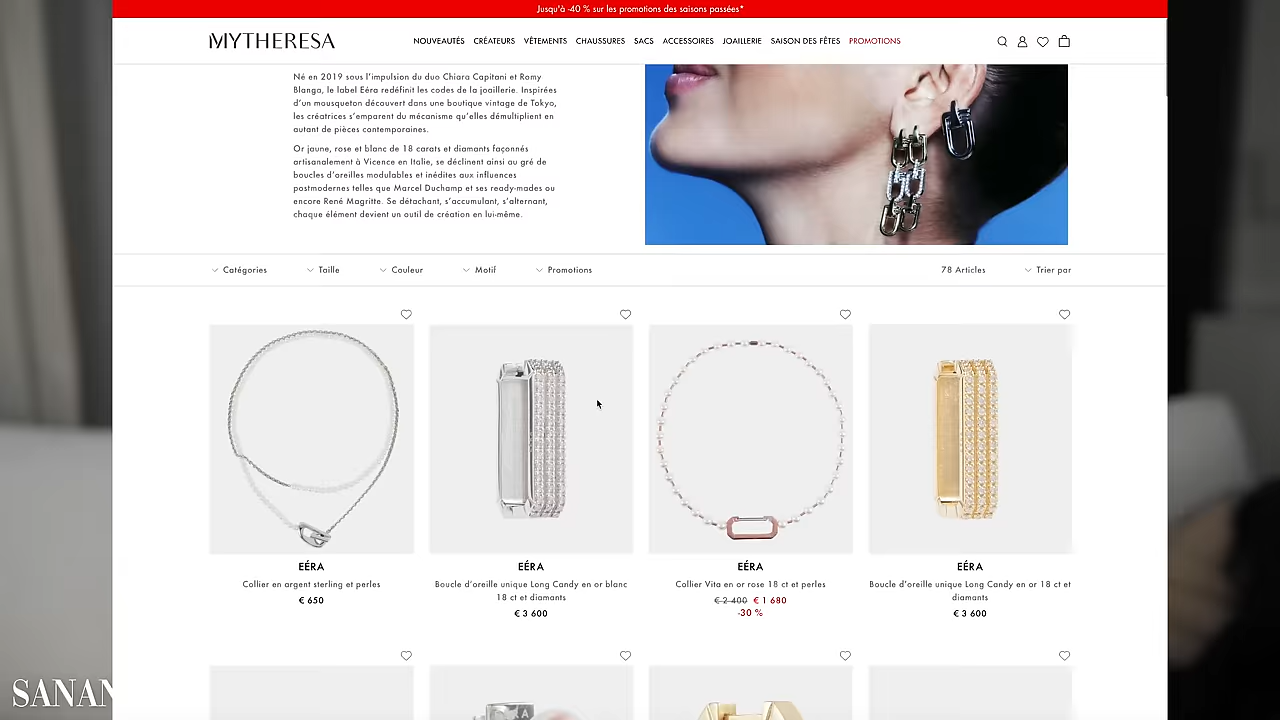 Jusqu'à -40 % sur les promotions des saisons passées*
MYTHERESA
NOUVEAUTÉS CRÉATEURS VÊTEMENTS CHAUSSURES SACS ACCESSOIRES JOAILLERIE SAISON DES FÊTES PROMOTIONS
Né en 2019 sous l'impulsion du duo Chiara Capitani et Romy
Blanga, le label Eéra redéfinit les codes de la joaillerie. Inspirées
d'un mousqueton découvert dans une boutique vintage de Tokyo,
les créatrices s'emparent du mécanisme qu'elles démultiplient en
autant de pièces contemporaines.
Or jaune, rose et blanc de 18 carats et diamants façonnés
artisanalement à Vicence en Italie, se déclinent ainsi au gré de
boucles d'oreilles modulables et inédites aux influences
postmodernes telles que Marcel Duchamp et ses ready-mades ou
encore René Magritte. Se détachant, s'accumulant, s'alternant,
chaque élément devient un outil de création en lui-même.
Catégories Taille Couleur Motif Promotions 78 Articles Trier par
EÉRA
Collier en argent sterling et perles
€ 650
EÉRA
Boucle d'oreille unique Long Candy en or blanc
18 ct et diamants
€ 3 600
EÉRA
Collier Vita en or rose 18 ct et perles
€ 2 400 € 1 680
-30 %
EÉRA
Boucle d'oreille unique Long Candy en or 18 ct et
diamants
€ 3 600
SANAN